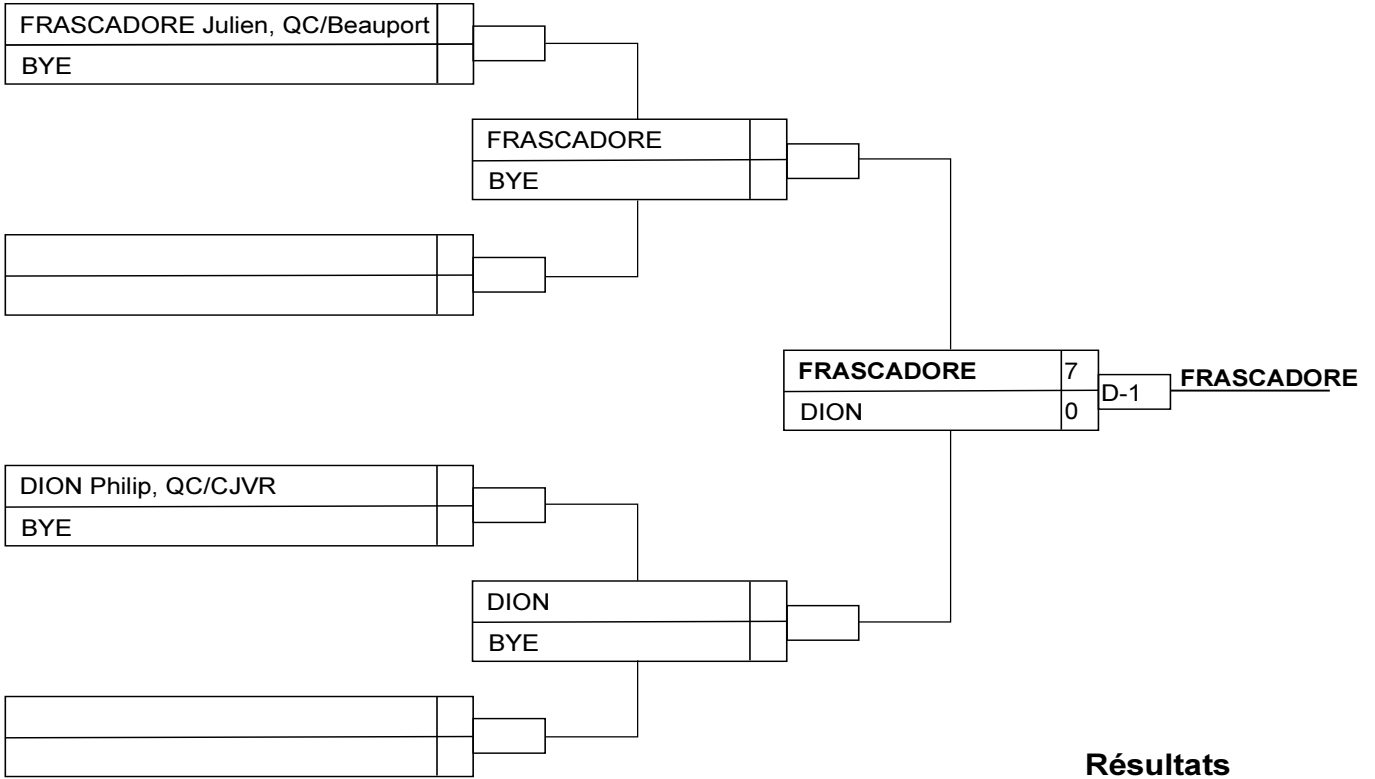 FRASCADORE Julien, QC/Beauport
BYE
FRASCADORE
BYE
FRASCADORE 7
DION 0
D-1
FRASCADORE
DION Philip, QC/CJVR
BYE
DION
BYE
Résultats